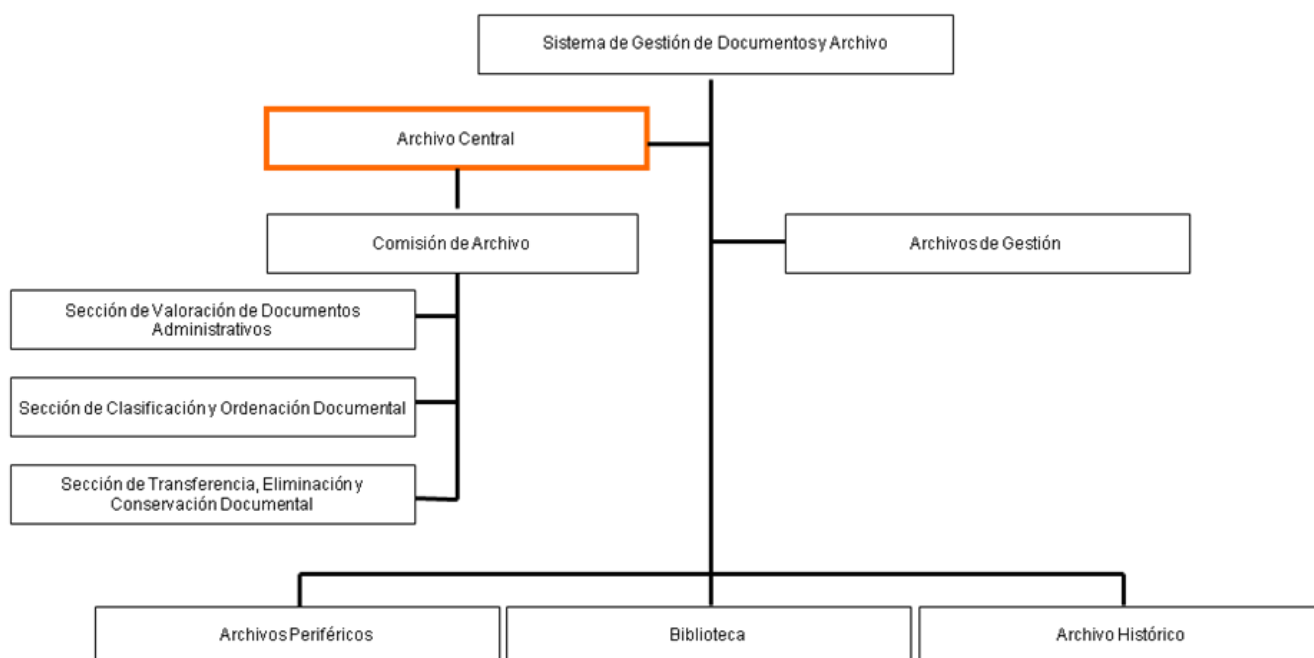 Sistema de Gestión de Documentos y Archivo
Archivo Central
Comisión de Archivo
Archivos de Gestión
Sección de Valoración de Documentos
Administrativos
Sección de Clasificación y Ordenación Documental
Sección de Transferencia, Eliminación y
Conservación Documental
Archivos Periféricos
Biblioteca
Archivo Histórico